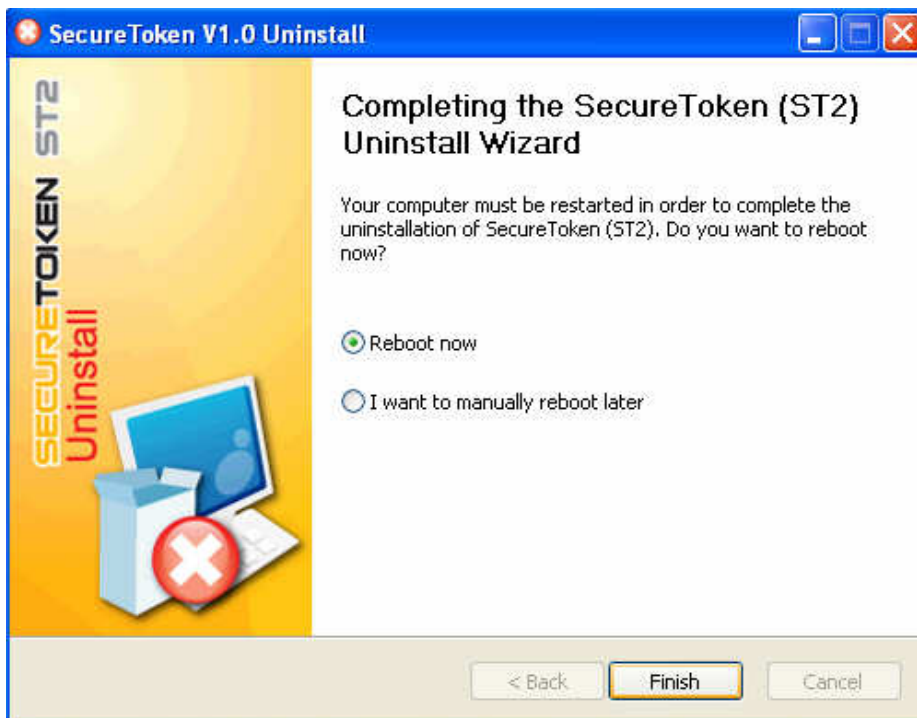 SecureToken V1.0 Uninstall
SECURETOKEN ST2
Uninstall
Completing the SecureToken (ST2)
Uninstall Wizard
Your computer must be restarted in order to complete the
uninstallation of SecureToken (ST2). Do you want to reboot
now?
Reboot now
I want to manually reboot later
< Back
Finish
Cancel